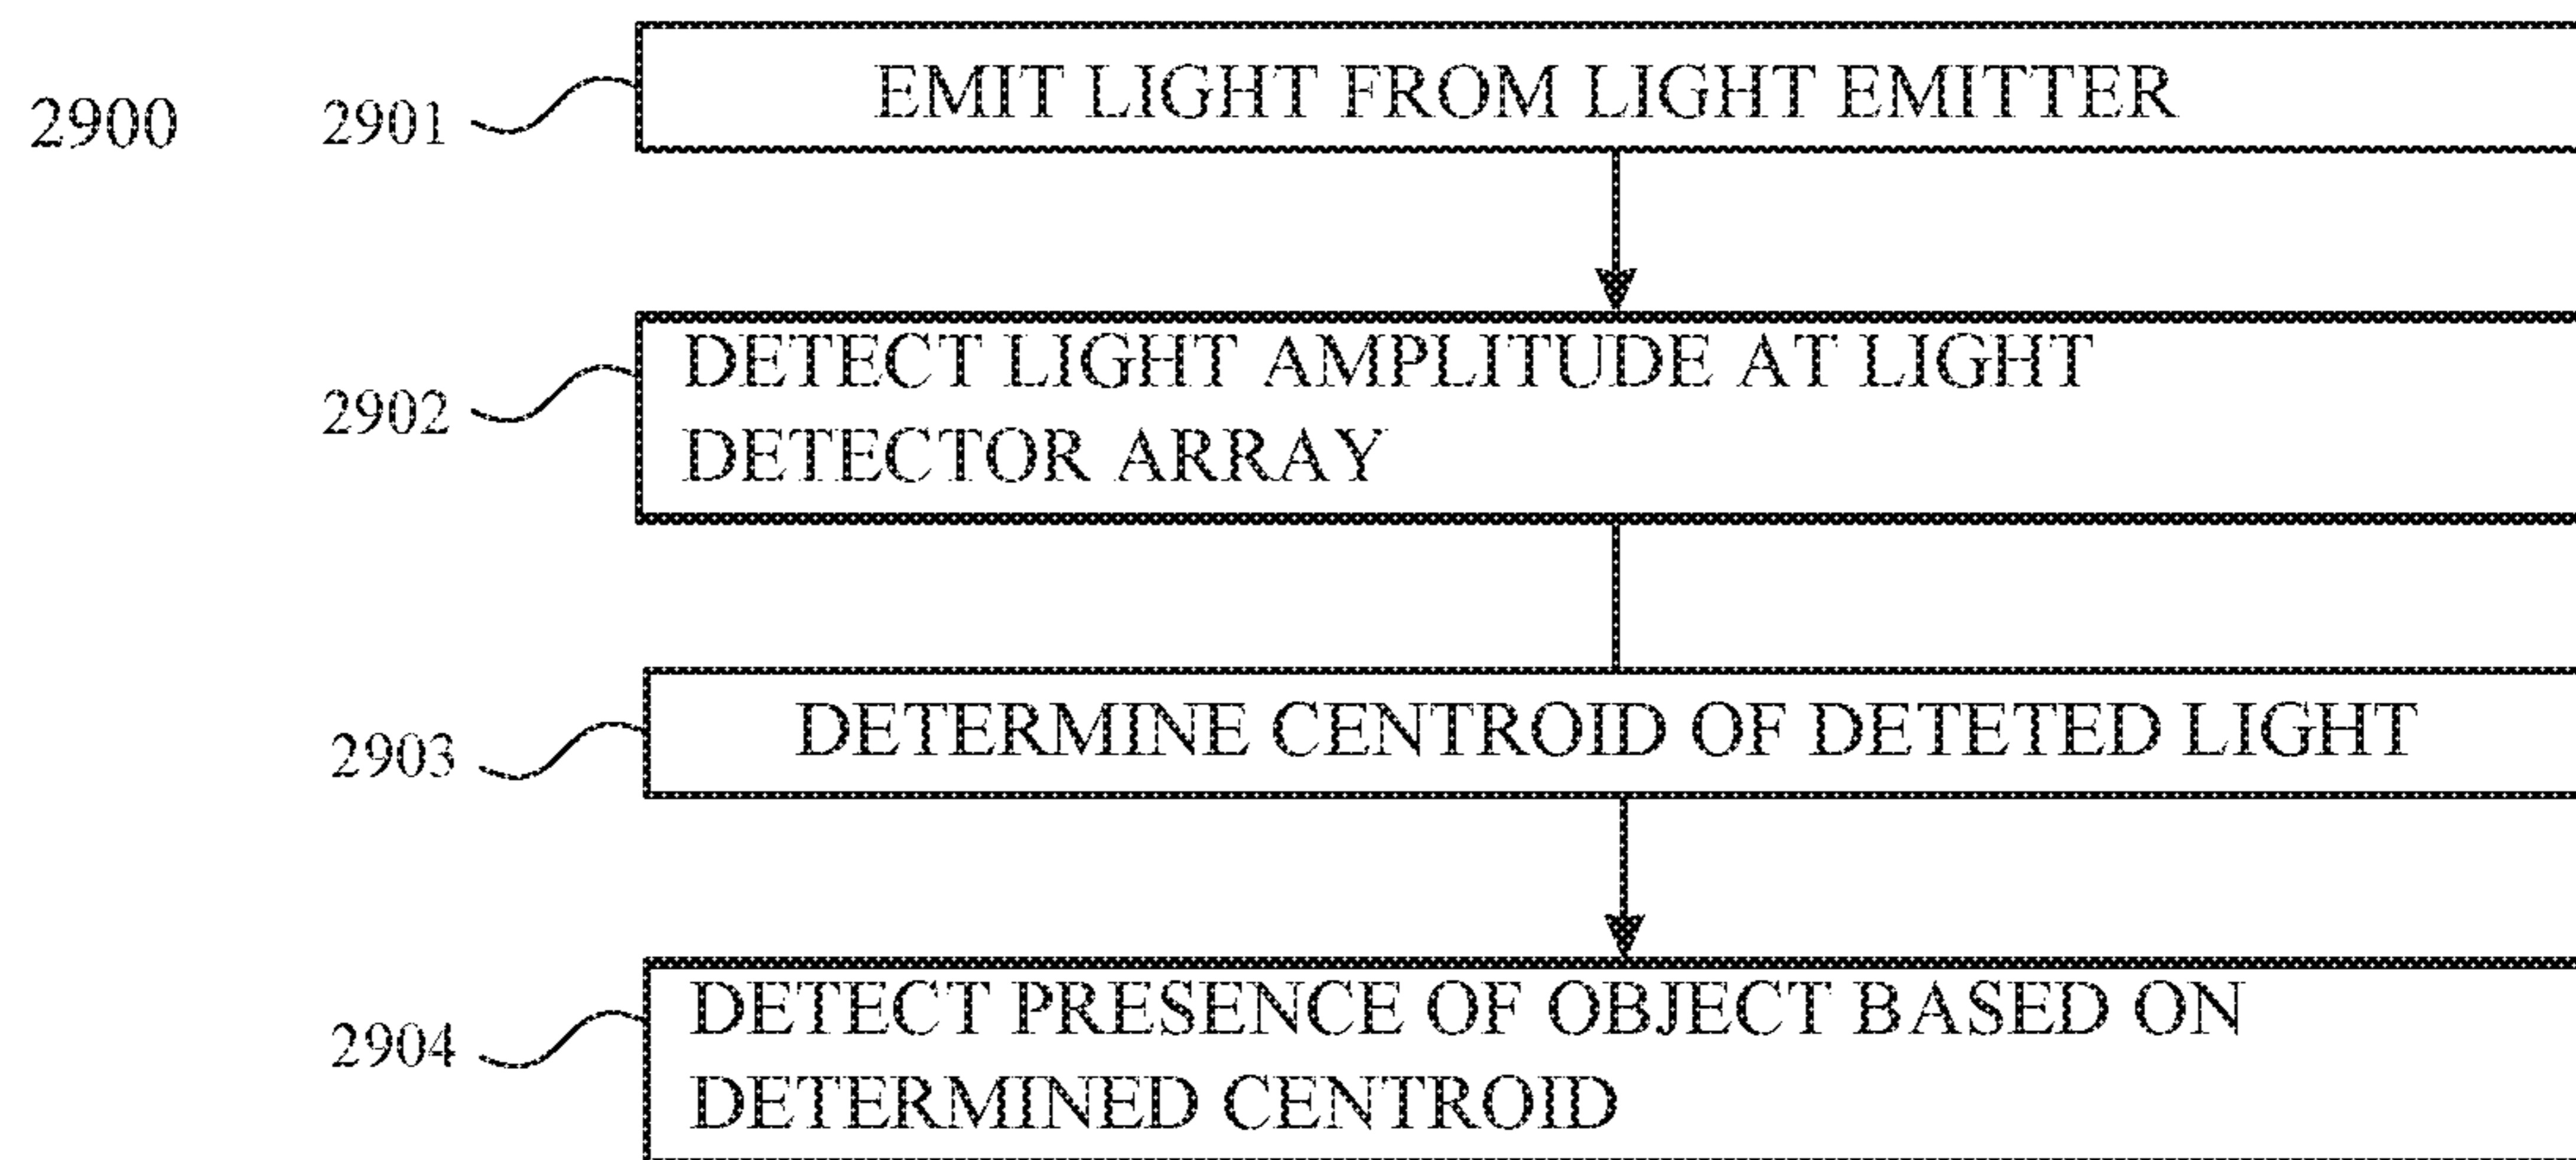 2900
2901
EMIT LIGHT FROM LIGHT EMITTER
2902
DETECT LIGHT AMPLITUDE AT LIGHT
DETECTOR ARRAY
2903
DETERMINE CENTROID OF DETETED LIGHT
2904
DETECT PRESENCE OF OBJECT BASED ON
DETERMINED CENTROID